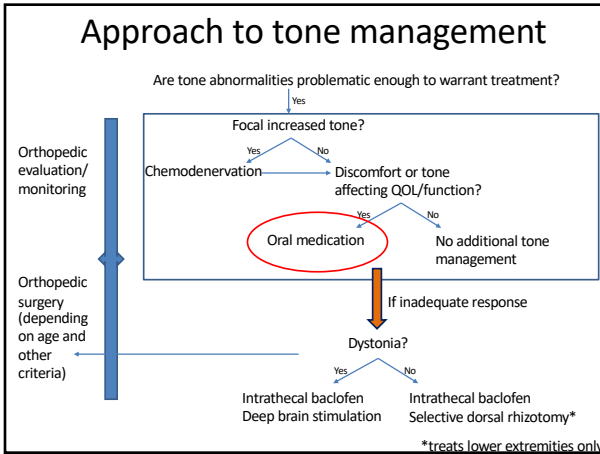 Approach to tone management
Are tone abnormalities problematic enough to warrant treatment?
Yes
Focal increased tone?
Yes
No
Orthopedic
evaluation/
monitoring
Chemodenervation
Discomfort or tone
affecting QOL/function?
Yes
No
Oral medication
No additional tone
management
Orthopedic
surgery
(depending
on age and
other
criteria)
If inadequate response
Dystonia?
Yes
No
Intrathecal baclofen
Deep brain stimulation
Intrathecal baclofen
Selective dorsal rhizotomy*
*treats lower extremities only